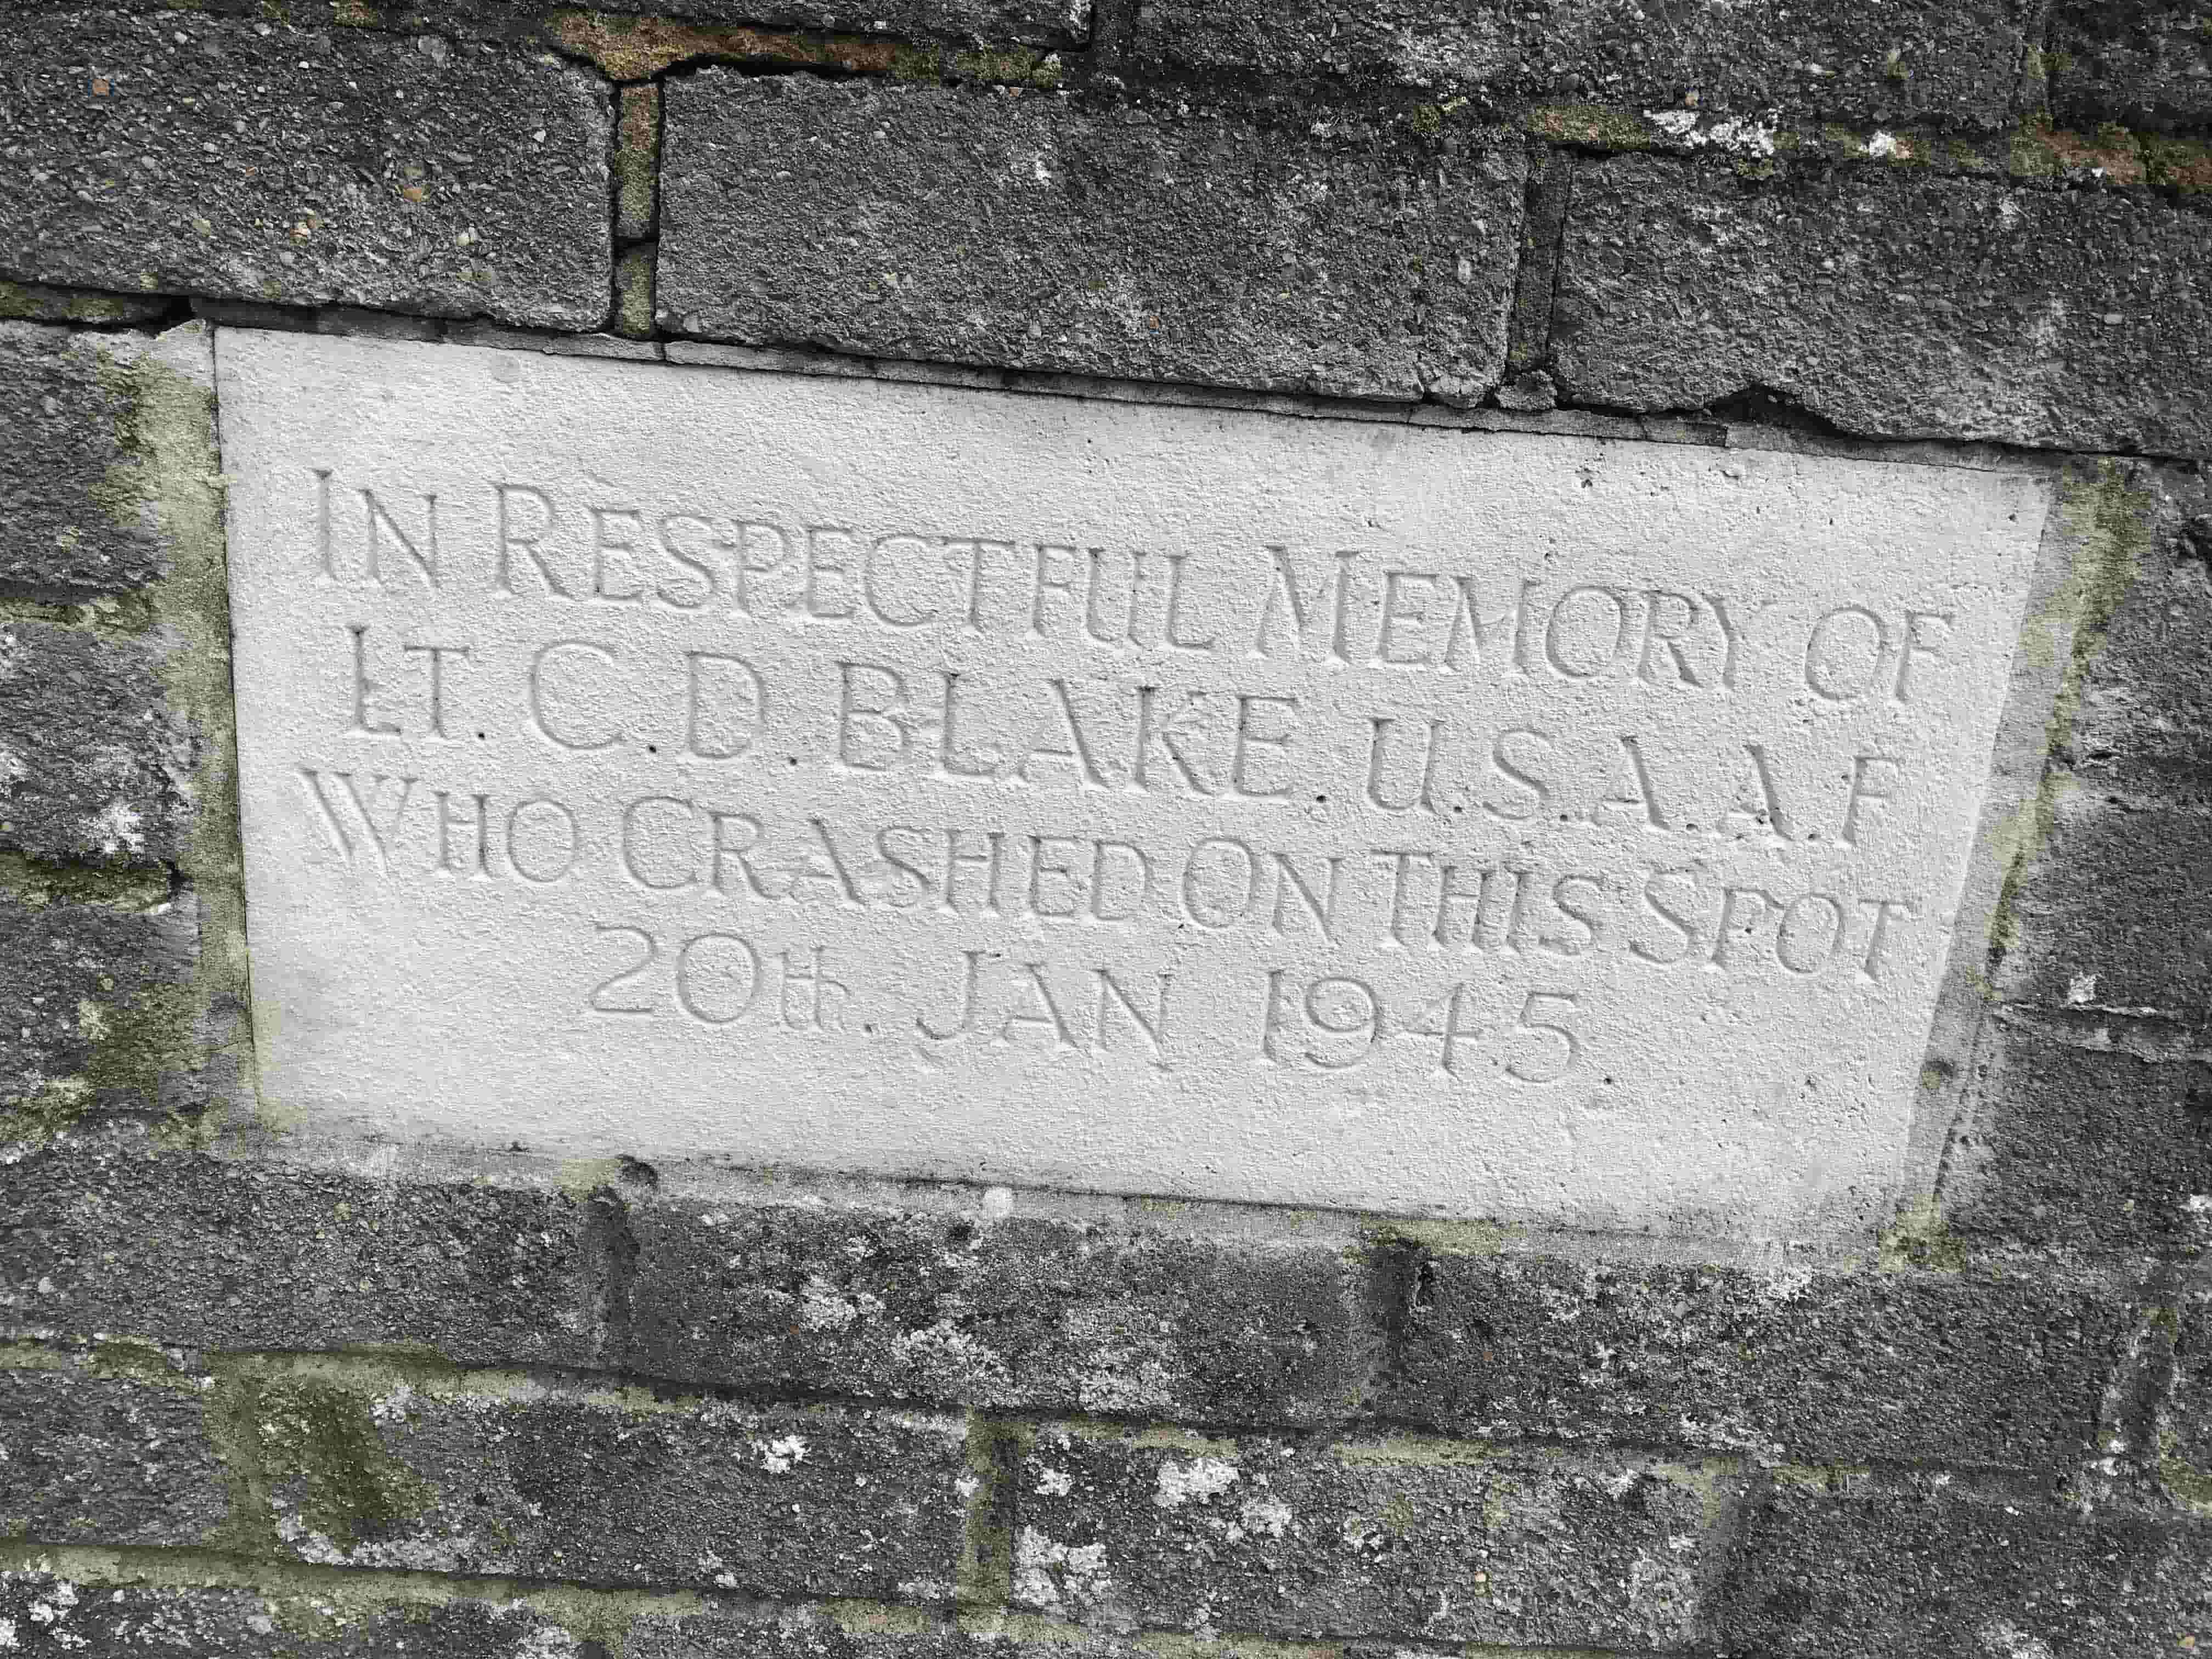 IN RESPECTFUL MEMORY OF
LT. C.D. BLAKE. U.S.A.A.F
WHO CRASHED ON THIS SPOT
20th. JAN 1945.